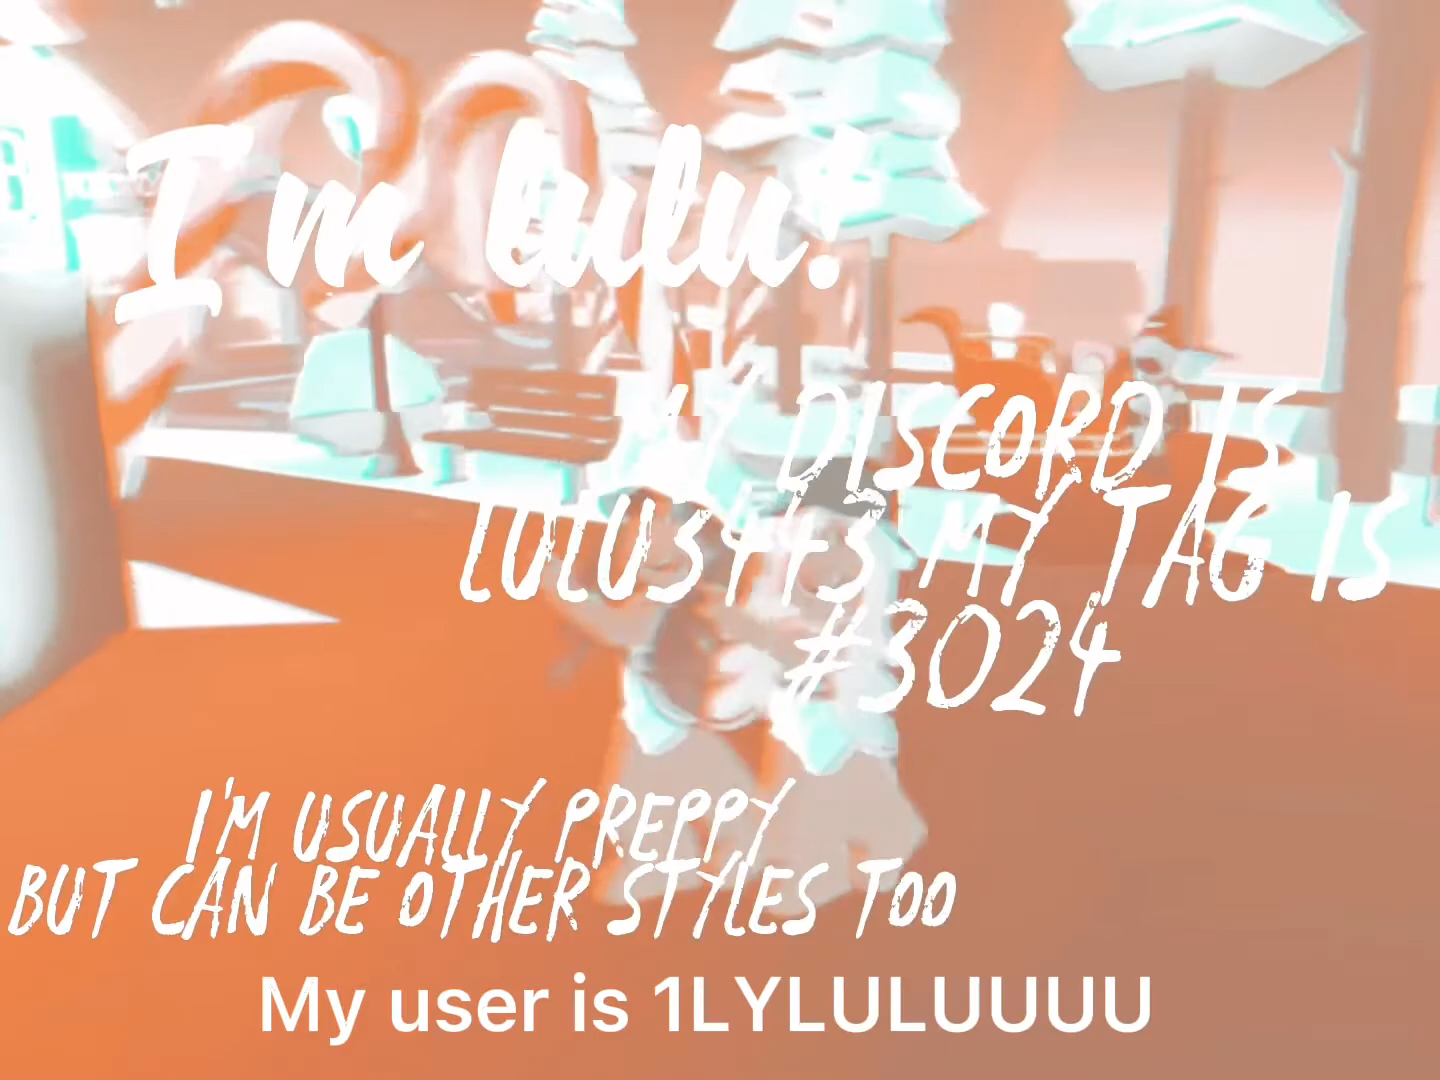 I'm lulu!
MY DISCORD IS
LULU3443 MY TAG IS
#3024
I'M USUALLY PREPPY
BUT CAN BE OTHER STYLES TOO
My user is 1LYLULUUUU